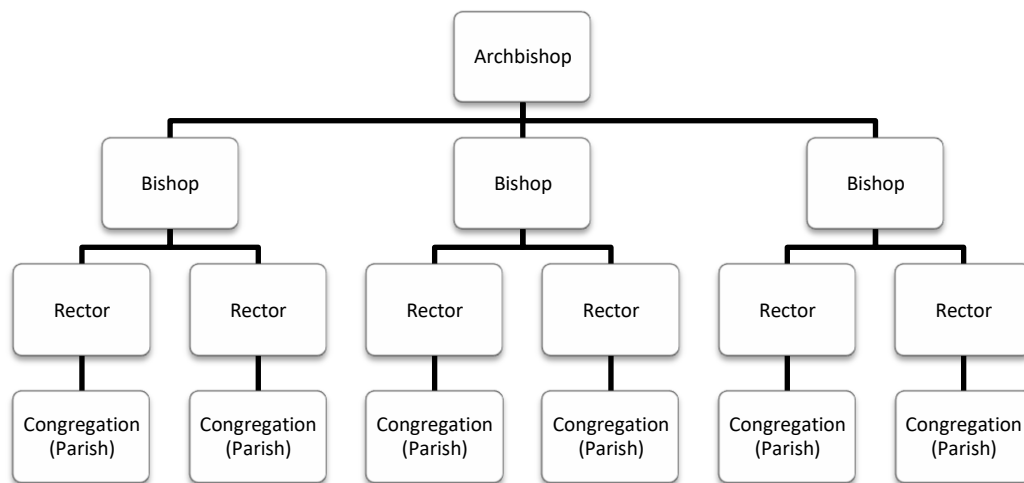 Archbishop
Bishop
Bishop
Bishop
Rector
Rector
Rector
Rector
Rector
Rector
Congregation
(Parish)
Congregation
(Parish)
Congregation
(Parish)
Congregation
(Parish)
Congregation
(Parish)
Congregation
(Parish)